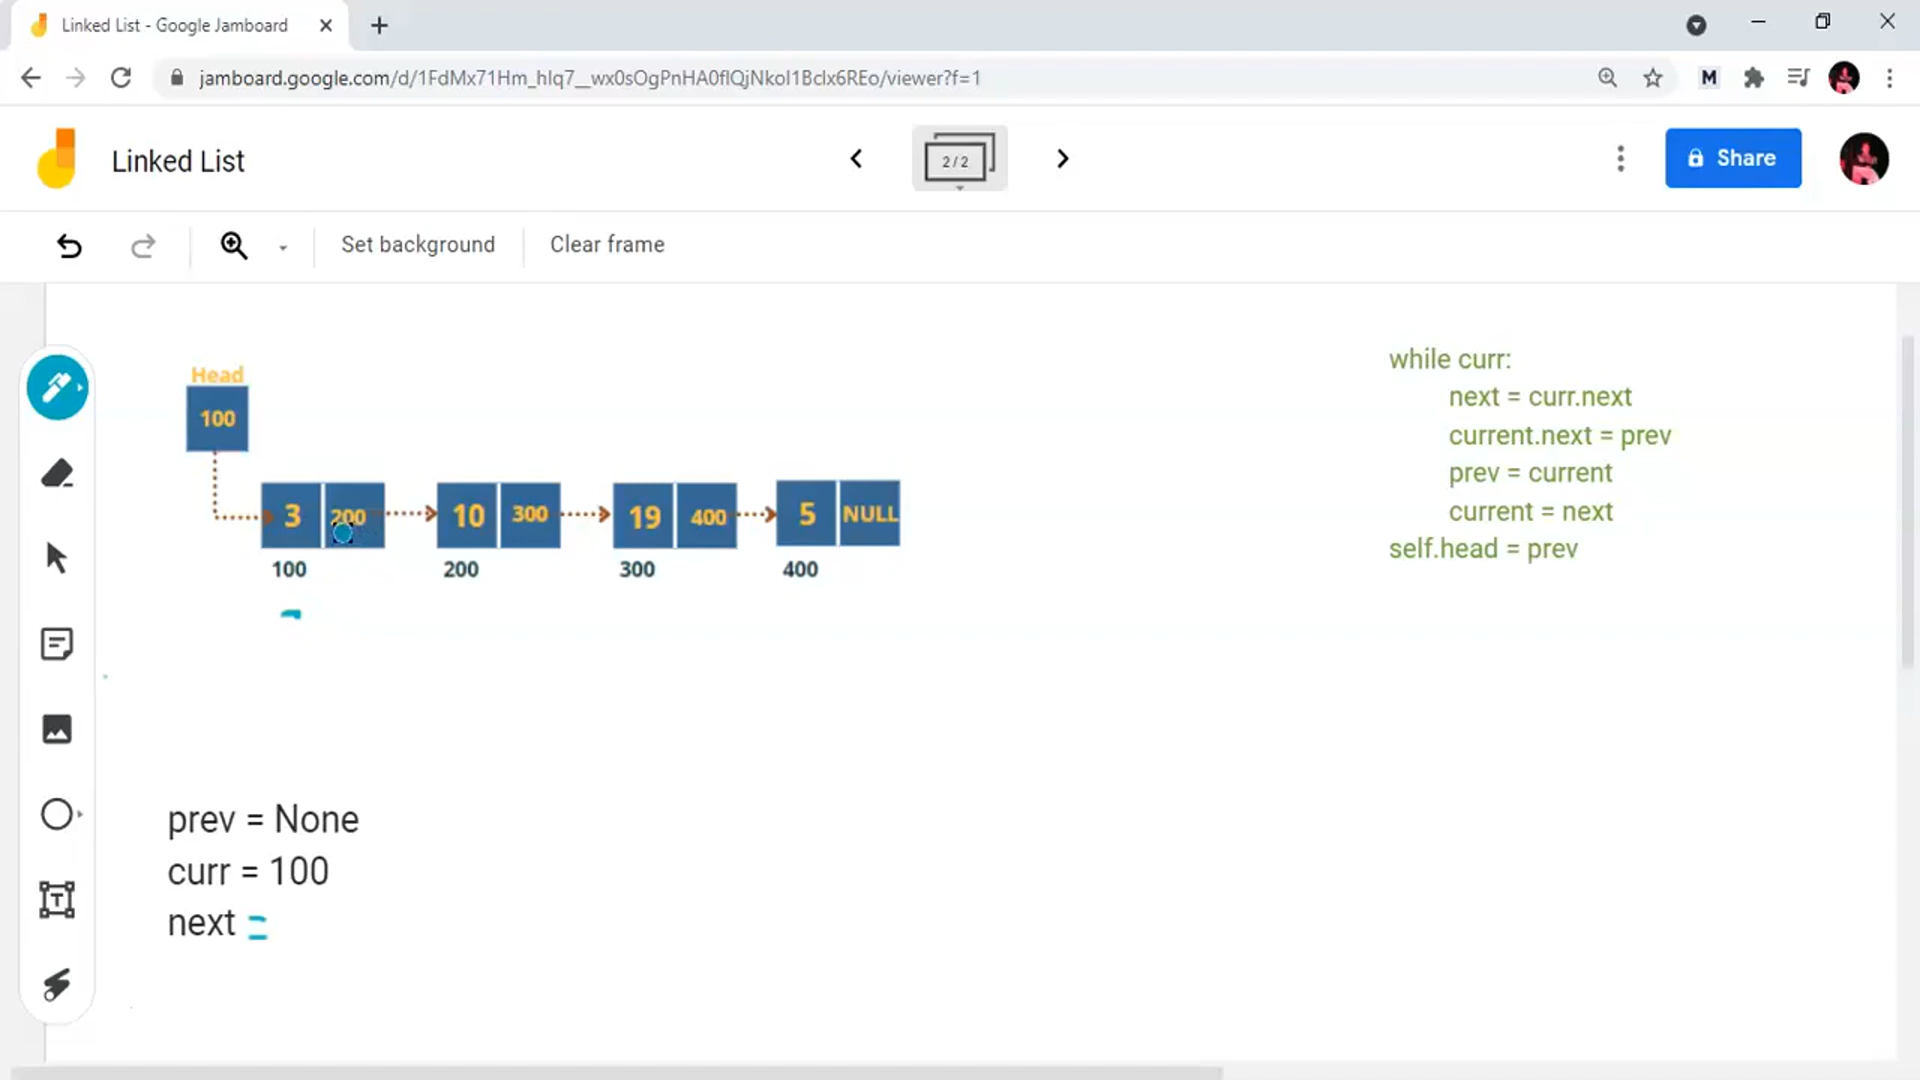 Linked List - Google Jamboard
jamboard.google.com/d/1FdMx71Hm_hIq7__wx0sOgPnHA0fIQjNkoI1BcIx6REo/viewer?f=1
M
Linked List
2 / 2
Share
Set background
Clear frame
Head
100
3 200 10 300 19 400 5 NULL
100 200 300 400
while curr:
next = curr.next
current.next = prev
prev = current
current = next
self.head = prev
prev = None
curr = 100
next =